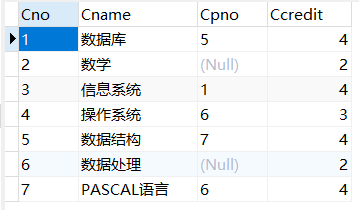 Cno Cname Cpno Ccredit
1 数据库 5 4
2 数学 (Null) 2
3 信息系统 1 4
4 操作系统 6 3
5 数据结构 7 4
6 数据处理 (Null) 2
7 PASCAL语言 6 4